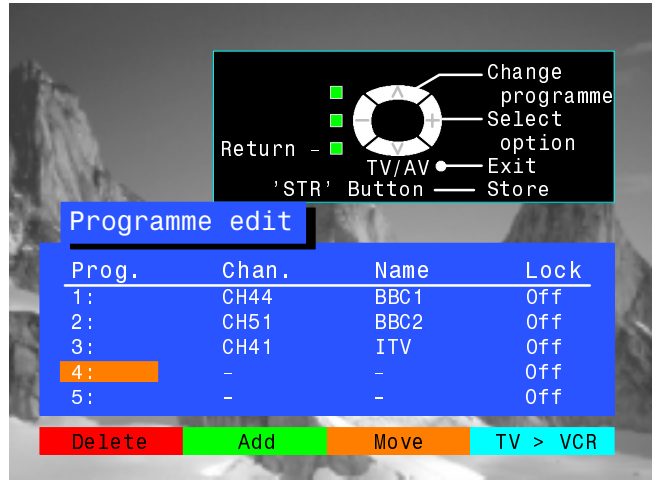 Change
programme
Select
option
Return –
TV/AV Exit
'STR' Button Store
Programme edit
Prog. Chan. Name Lock
1: CH44 BBC1 Off
2: CH51 BBC2 Off
3: CH41 ITV Off
4: – – Off
5: – – Off
Delete Add Move TV > VCR